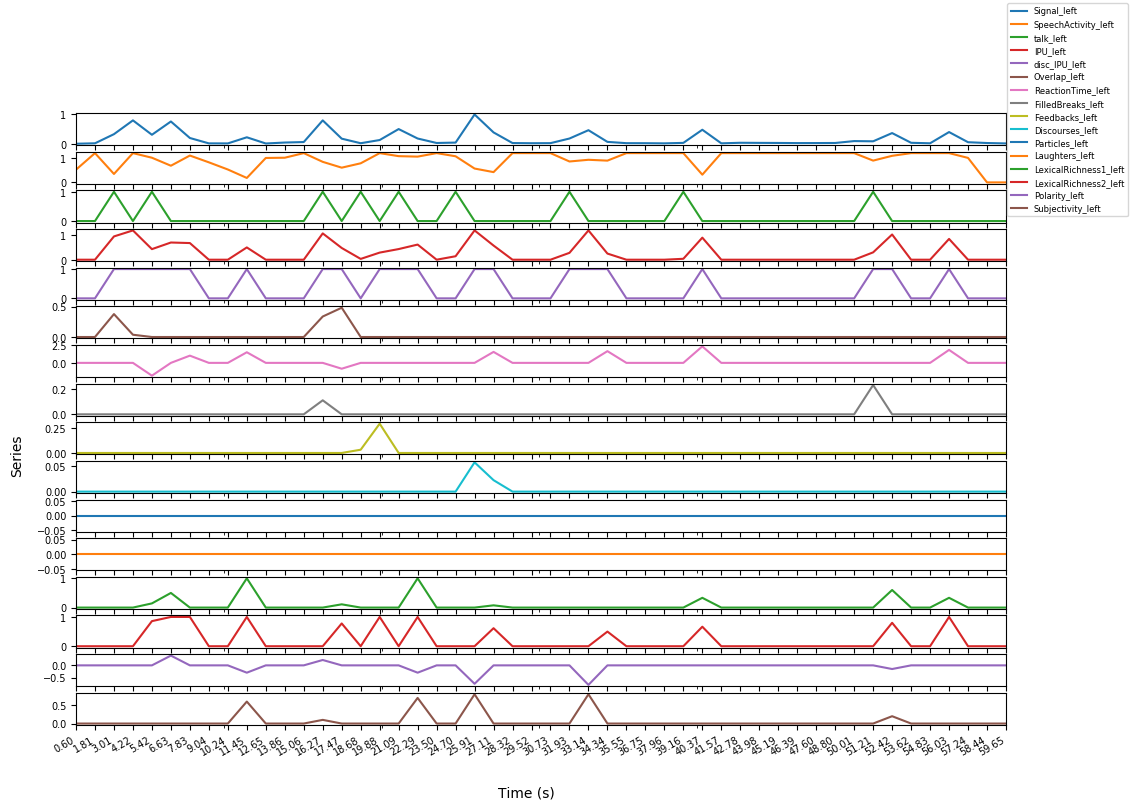 Signal_left
SpeechActivity_left
talk_left
IPU_left
disc_IPU_left
Overlap_left
ReactionTime_left
FilledBreaks_left
Feedbacks_left
Discourses_left
Particles_left
Laughters_left
LexicalRichness1_left
LexicalRichness2_left
Polarity_left
Subjectivity_left
1
0
1
0
1
0
1
0
1
0
0.5
0.0
2.5
0.0
0.2
0.0
0.25
0.00
0.05
0.00
0.05
0.00
−0.05
0.05
0.00
−0.05
1
0
1
0
0.0
−0.5
0.5
0.0
Series
0.60 1.81 3.01 4.22 5.42 6.63 7.83 9.04 10.24 11.45 12.65 13.86 15.06 16.27 17.47 18.68 19.88 21.09 22.29 23.50 24.70 25.91 27.11 28.32 29.52 30.73 31.93 33.14 34.34 35.55 36.75 37.96 39.16 40.37 41.57 42.78 43.98 45.19 46.39 47.60 48.80 50.01 51.21 52.42 53.62 54.83 56.03 57.24 58.44 59.65
Time (s)